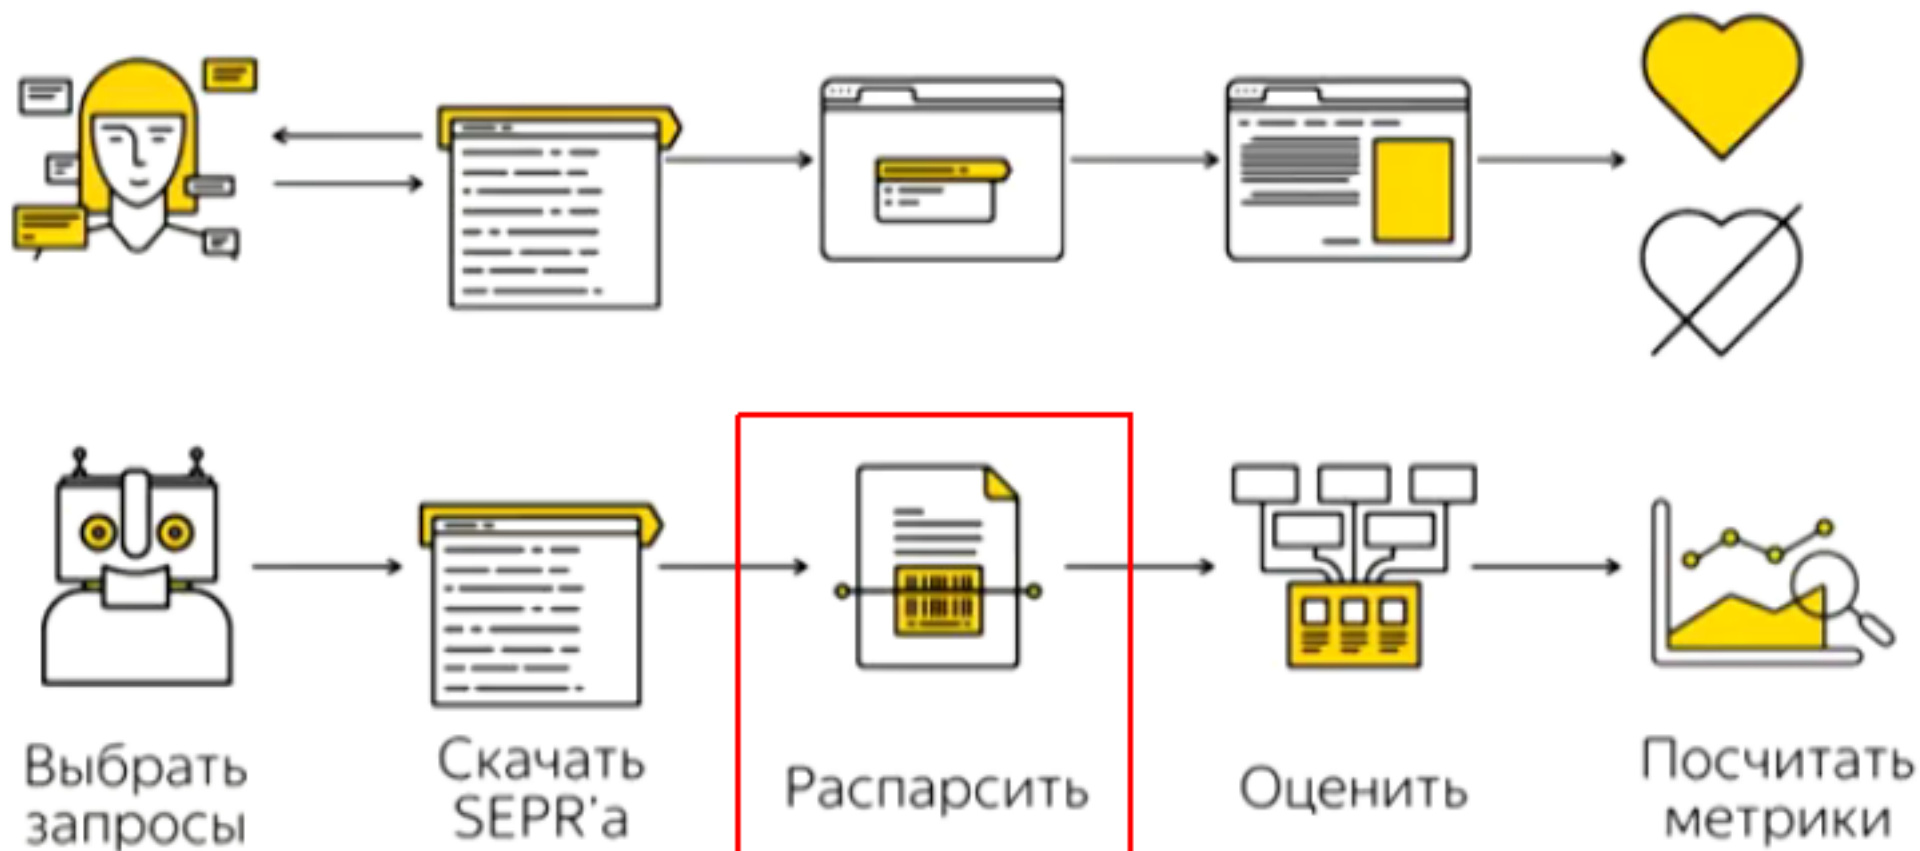 Выбрать
запросы
Скачать
SEPR'а
Распарсить
Оценить
Посчитать
метрики